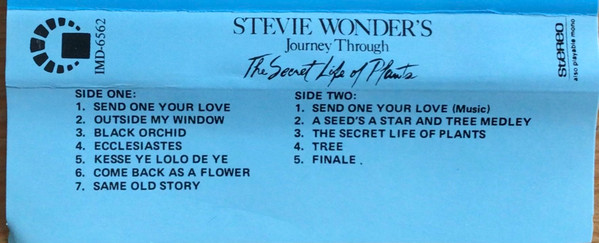 IMD-6562
STEVIE WONDER'S
Journey Through
The Secret Life of Plants
stereo
also playable mono
SIDE ONE:
1. SEND ONE YOUR LOVE
2. OUTSIDE MY WINDOW
3. BLACK ORCHID
4. ECCLESIASTES
5. KESSE YE LOLO DE YE
6. COME BACK AS A FLOWER
7. SAME OLD STORY
SIDE TWO:
1. SEND ONE YOUR LOVE (Music)
2. A SEED'S A STAR AND TREE MEDLEY
3. THE SECRET LIFE OF PLANTS
4. TREE
5. FINALE .